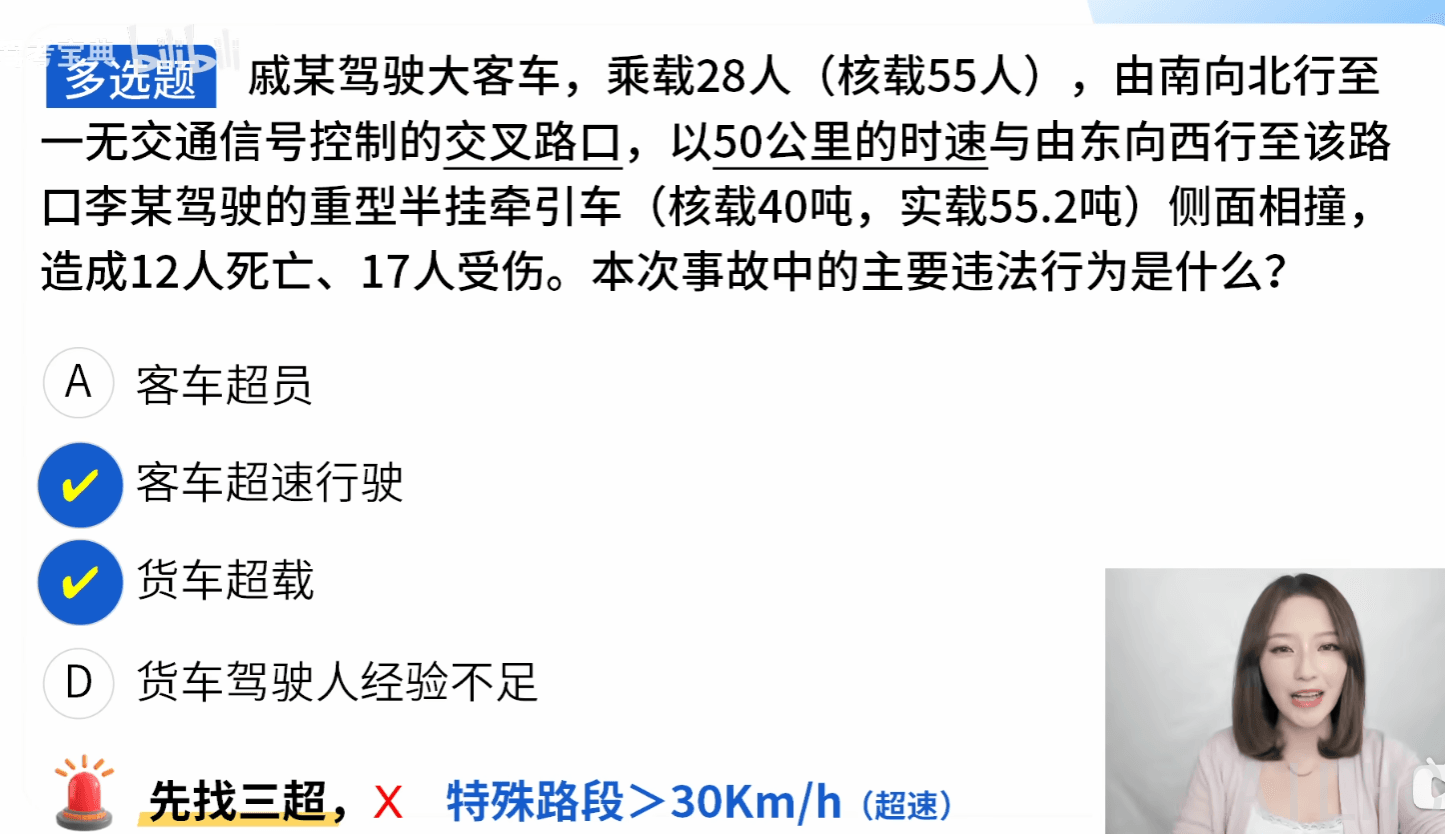 考宝典 bilibili
多选题 戚某驾驶大客车，乘载28人（核载55人），由南向北行至
一无交通信号控制的交叉路口，以50公里的时速与由东向西行至该路
口李某驾驶的重型半挂牵引车（核载40吨，实载55.2吨）侧面相撞，
造成12人死亡、17人受伤。本次事故中的主要违法行为是什么？
A 客车超员
✔ 客车超速行驶
✔ 货车超载
D 货车驾驶人经验不足
先找三超，X 特殊路段＞30Km/h（超速）